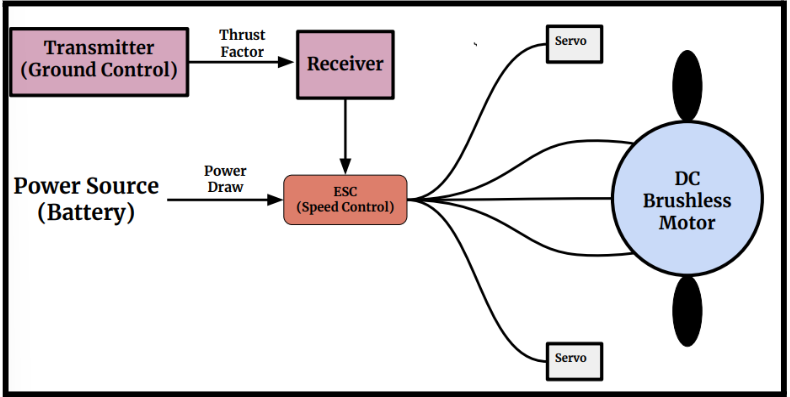 Transmitter
(Ground Control)
Thrust
Factor
Receiver
Servo
Power Source
(Battery)
Power
Draw
ESC
(Speed Control)
DC
Brushless
Motor
Servo